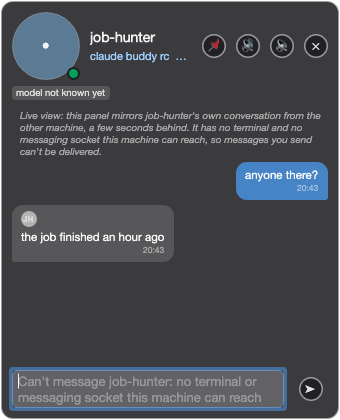 job-hunter
claude buddy rc ...
model not known yet
Live view: this panel mirrors job-hunter's own conversation from the
other machine, a few seconds behind. It has no terminal and no
messaging socket this machine can reach, so messages you send
can't be delivered.
anyone there?
20:43
JH
the job finished an hour ago
20:43
Can't message job-hunter: no terminal or
messaging socket this machine can reach